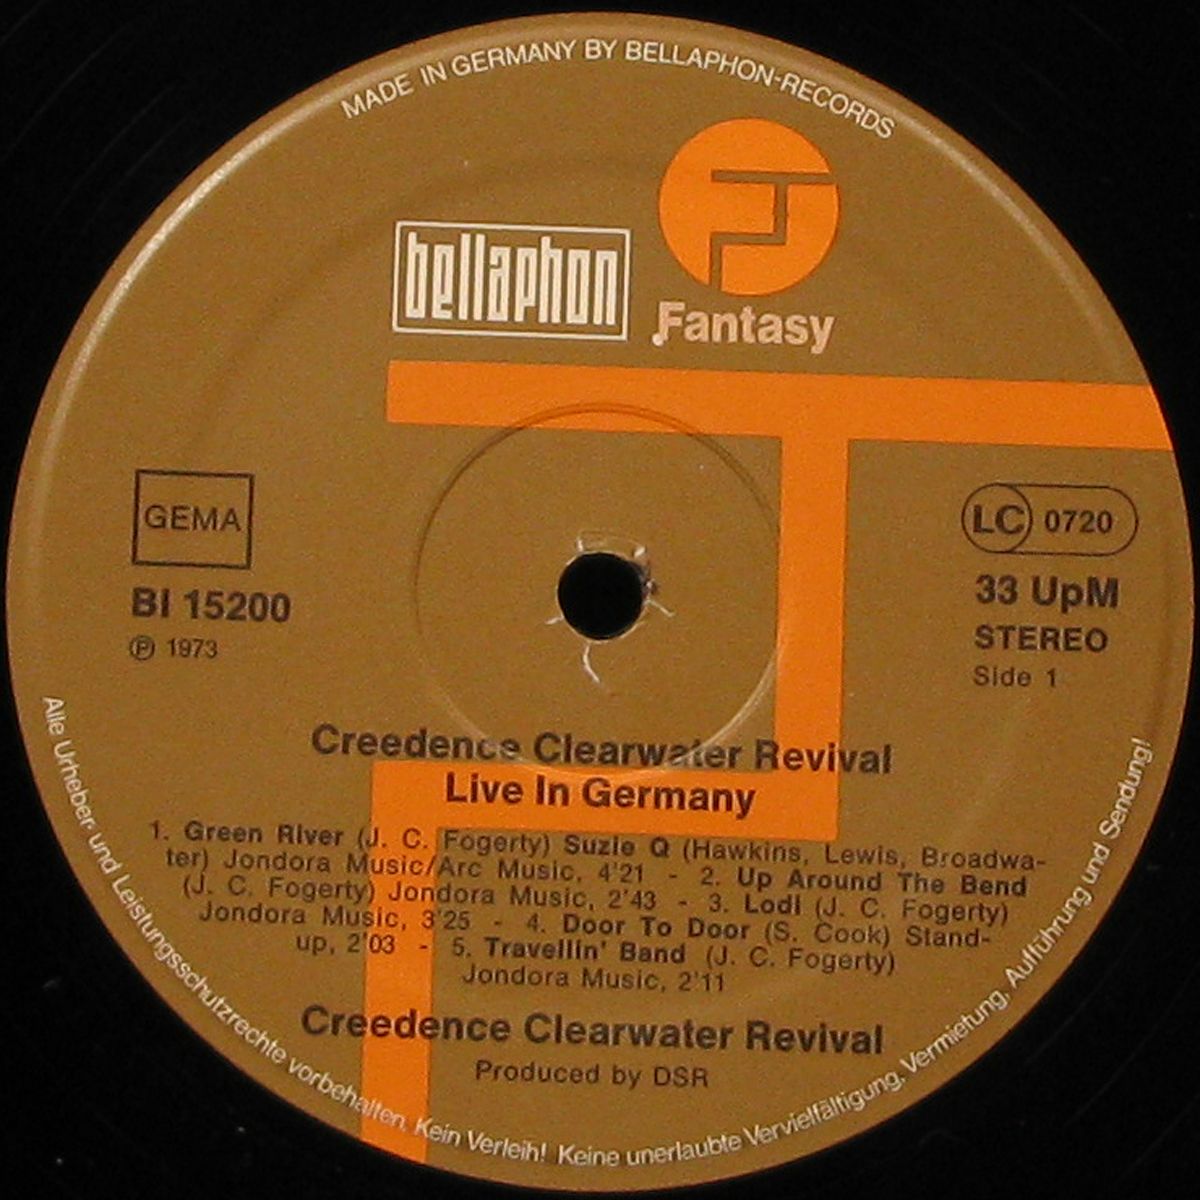 MADE IN GERMANY BY BELLAPHON-RECORDS
bellaphon
Fantasy
GEMA
BI 15200
℗ 1973
LC 0720
33 UpM
STEREO
Side 1
Creedence Clearwater Revival
Live In Germany
1. Green River (J. C. Fogerty) Suzie Q (Hawkins, Lewis, Broadwa-
ter) Jondora Music/Arc Music, 4'21 - 2. Up Around The Bend
(J. C. Fogerty) Jondora Music, 2'43 - 3. Lodi (J. C. Fogerty)
Jondora Music, 3'25 - 4. Door To Door (S. Cook) Stand-
up, 2'03 - 5. Travellin' Band (J. C. Fogerty)
Jondora Music, 2'11
Creedence Clearwater Revival
Produced by DSR
Alle Urheber- und Leistungsschutzrechte vorbehalten. Kein Verleih! Keine unerlaubte Vervielfältigung, Vermietung, Aufführung und Sendung!